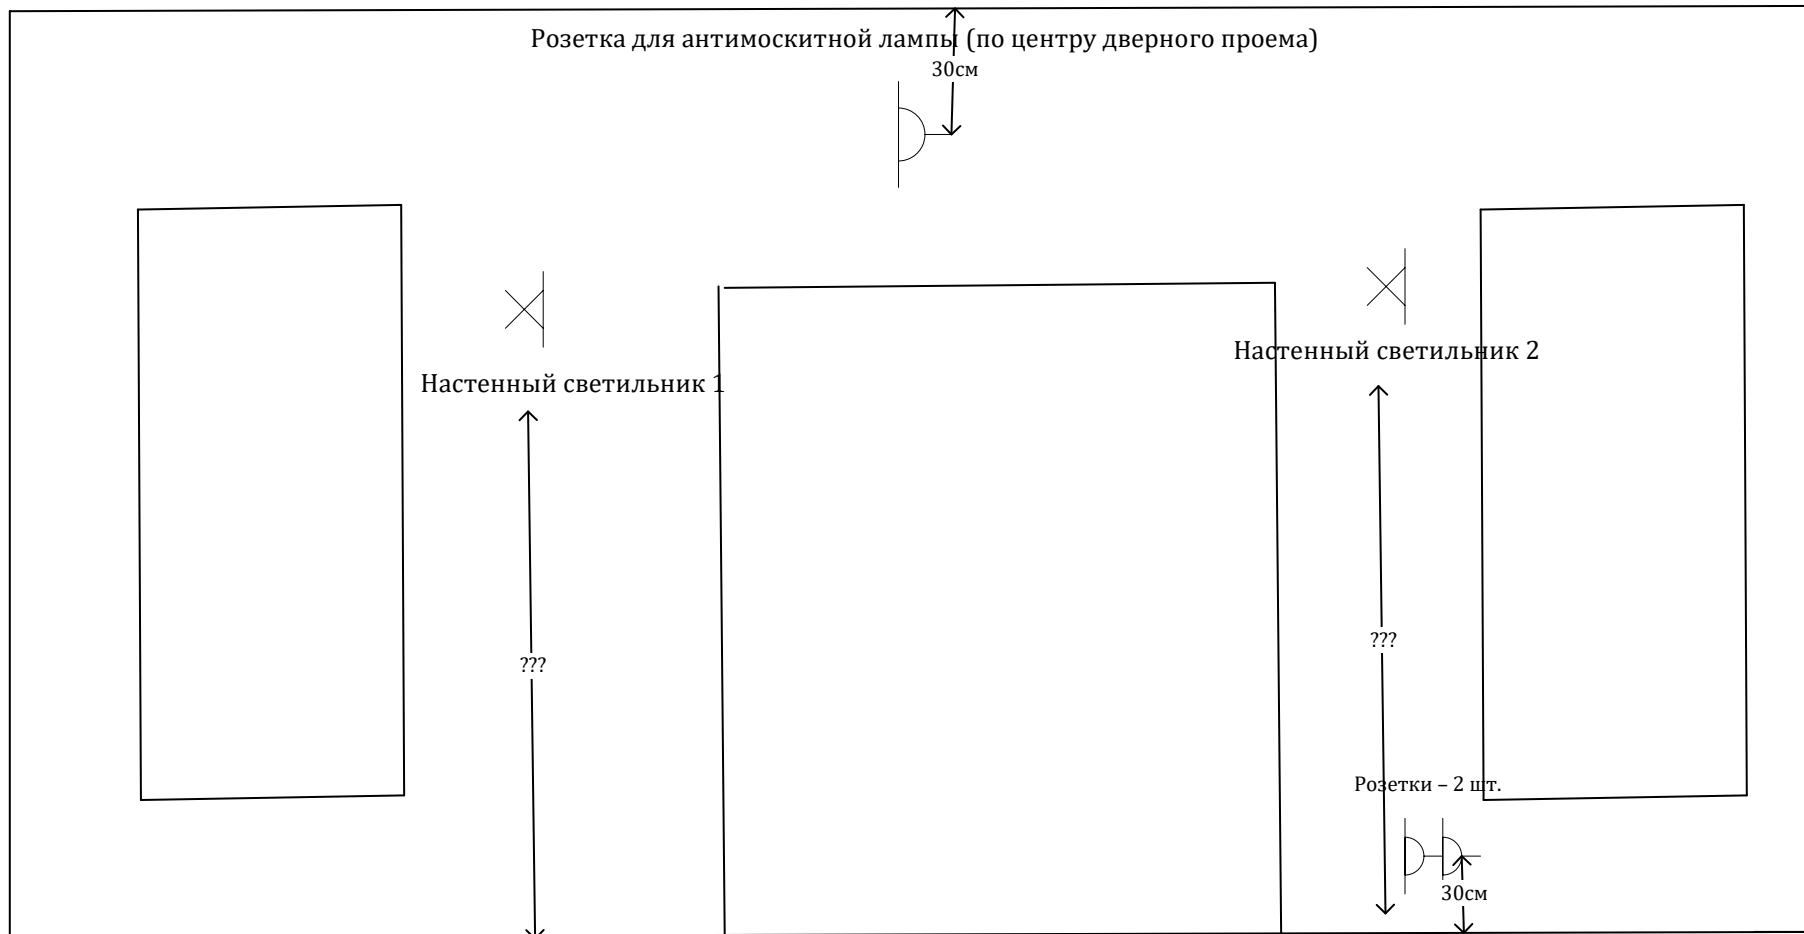 Розетка для антимоскитной лампы (по центру дверного проема)
30см
Настенный светильник 2
Настенный светильник 1
???
???
Розетки – 2 шт.
30см